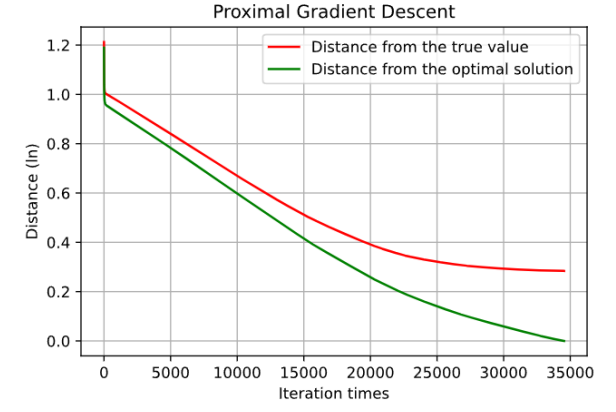 Proximal Gradient Descent
Distance from the true value
Distance from the optimal solution
Distance (ln)
1.2
1.0
0.8
0.6
0.4
0.2
0.0
0 5000 10000 15000 20000 25000 30000 35000
Iteration times